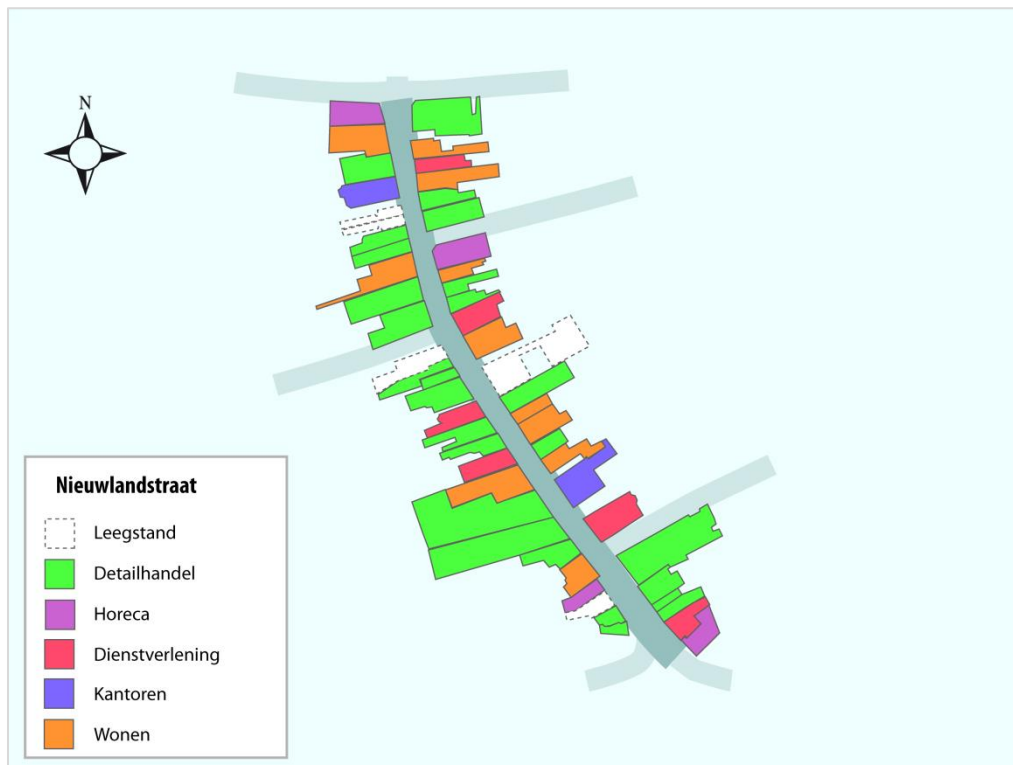 N
Nieuwlandstraat
Leegstand
Detailhandel
Horeca
Dienstverlening
Kantoren
Wonen